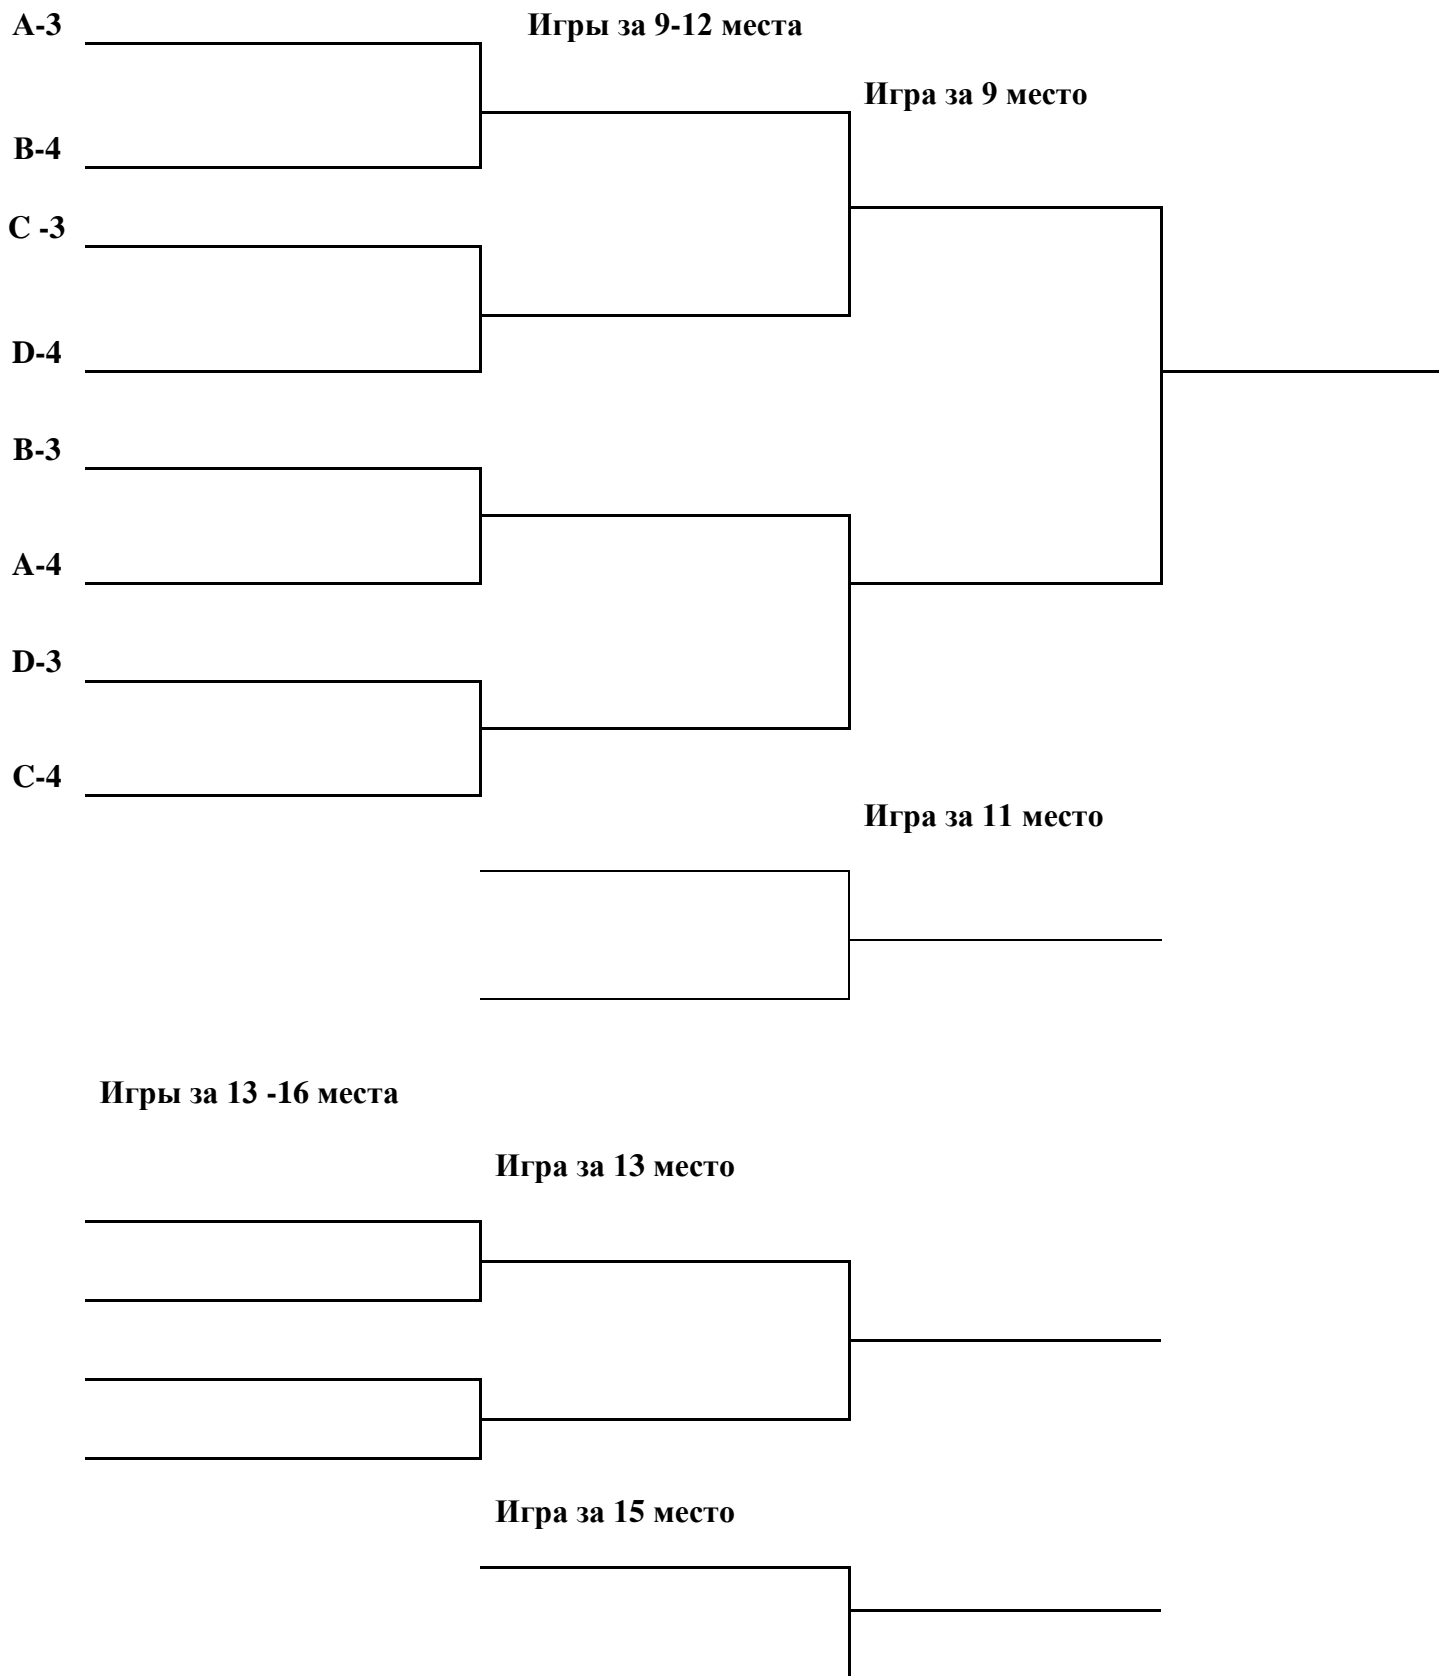 A-3
Игры за 9-12 места
Игра за 9 место
B-4
C -3
D-4
B-3
A-4
D-3
C-4
Игра за 11 место
Игры за 13 -16 места
Игра за 13 место
Игра за 15 место